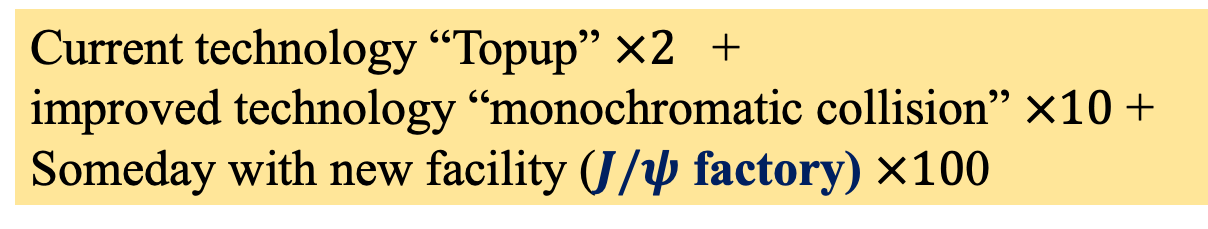 Current technology “Topup” ×2 +
improved technology “monochromatic collision” ×10 +
Someday with new facility (J/ψ factory) ×100